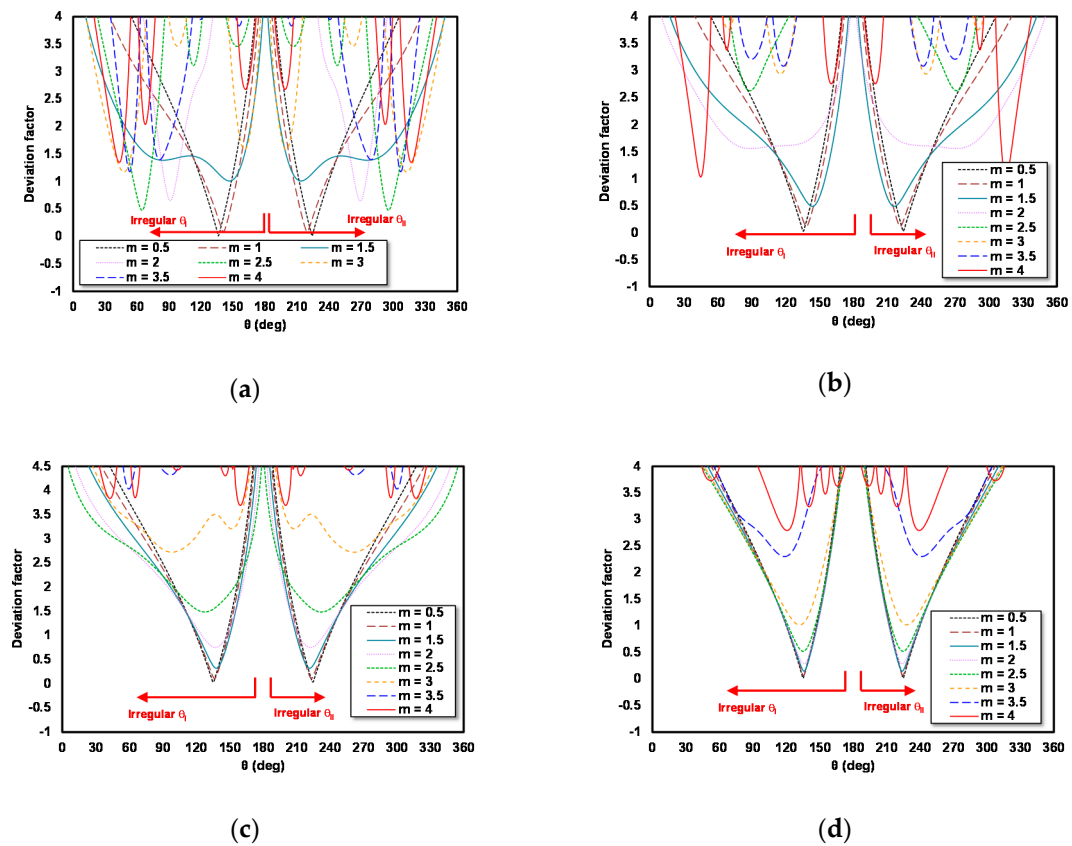 4
3.5
3
2.5
2
1.5
1
0.5
0
-0.5
-1
Deviation factor
Irregular θI
Irregular θII
m = 0.5 m = 1 m = 1.5
m = 2 m = 2.5 m = 3
m = 3.5 m = 4
0 30 60 90 120 150 180 210 240 270 300 330 360
θ (deg)
(a)
4
3.5
3
2.5
2
1.5
1
0.5
0
-0.5
-1
Deviation factor
Irregular θI
Irregular θII
m = 0.5
m = 1
m = 1.5
m = 2
m = 2.5
m = 3
m = 3.5
m = 4
0 30 60 90 120 150 180 210 240 270 300 330 360
θ (deg)
(b)
4.5
4
3.5
3
2.5
2
1.5
1
0.5
0
-0.5
-1
Deviation factor
Irregular θI
Irregular θII
m = 0.5
m = 1
m = 1.5
m = 2
m = 2.5
m = 3
m = 3.5
m = 4
0 30 60 90 120 150 180 210 240 270 300 330 360
θ (deg)
(c)
4
3.5
3
2.5
2
1.5
1
0.5
0
-0.5
-1
Deviation factor
Irregular θI
Irregular θII
m = 0.5
m = 1
m = 1.5
m = 2
m = 2.5
m = 3
m = 3.5
m = 4
0 30 60 90 120 150 180 210 240 270 300 330 360
θ (deg)
(d)